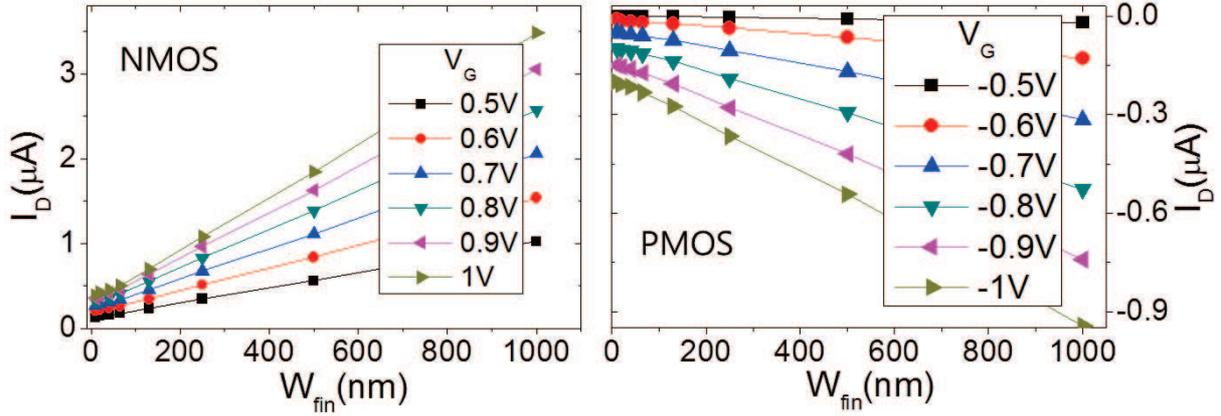 NMOS
V_G
0.5V
0.6V
0.7V
0.8V
0.9V
1V
I_D(μA)
3
2
1
0
0 200 400 600 800 1000
W_fin(nm)
PMOS
V_G
-0.5V
-0.6V
-0.7V
-0.8V
-0.9V
-1V
0.0
-0.3
-0.6
-0.9
I_D(μA)
0 200 400 600 800 1000
W_fin(nm)